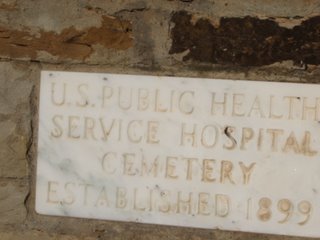 U.S. PUBLIC HEALTH
SERVICE HOSPITAL
CEMETERY
ESTABLISHED 1899